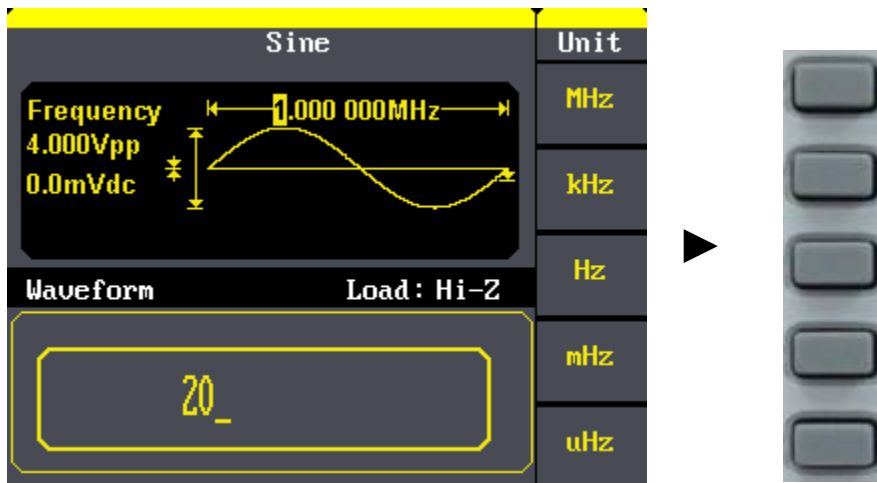 Sine
Unit
Frequency
1.000 000MHz
4.000Vpp
0.0mVdc
MHz
kHz
Hz
mHz
uHz
Waveform
Load: Hi-Z
20_